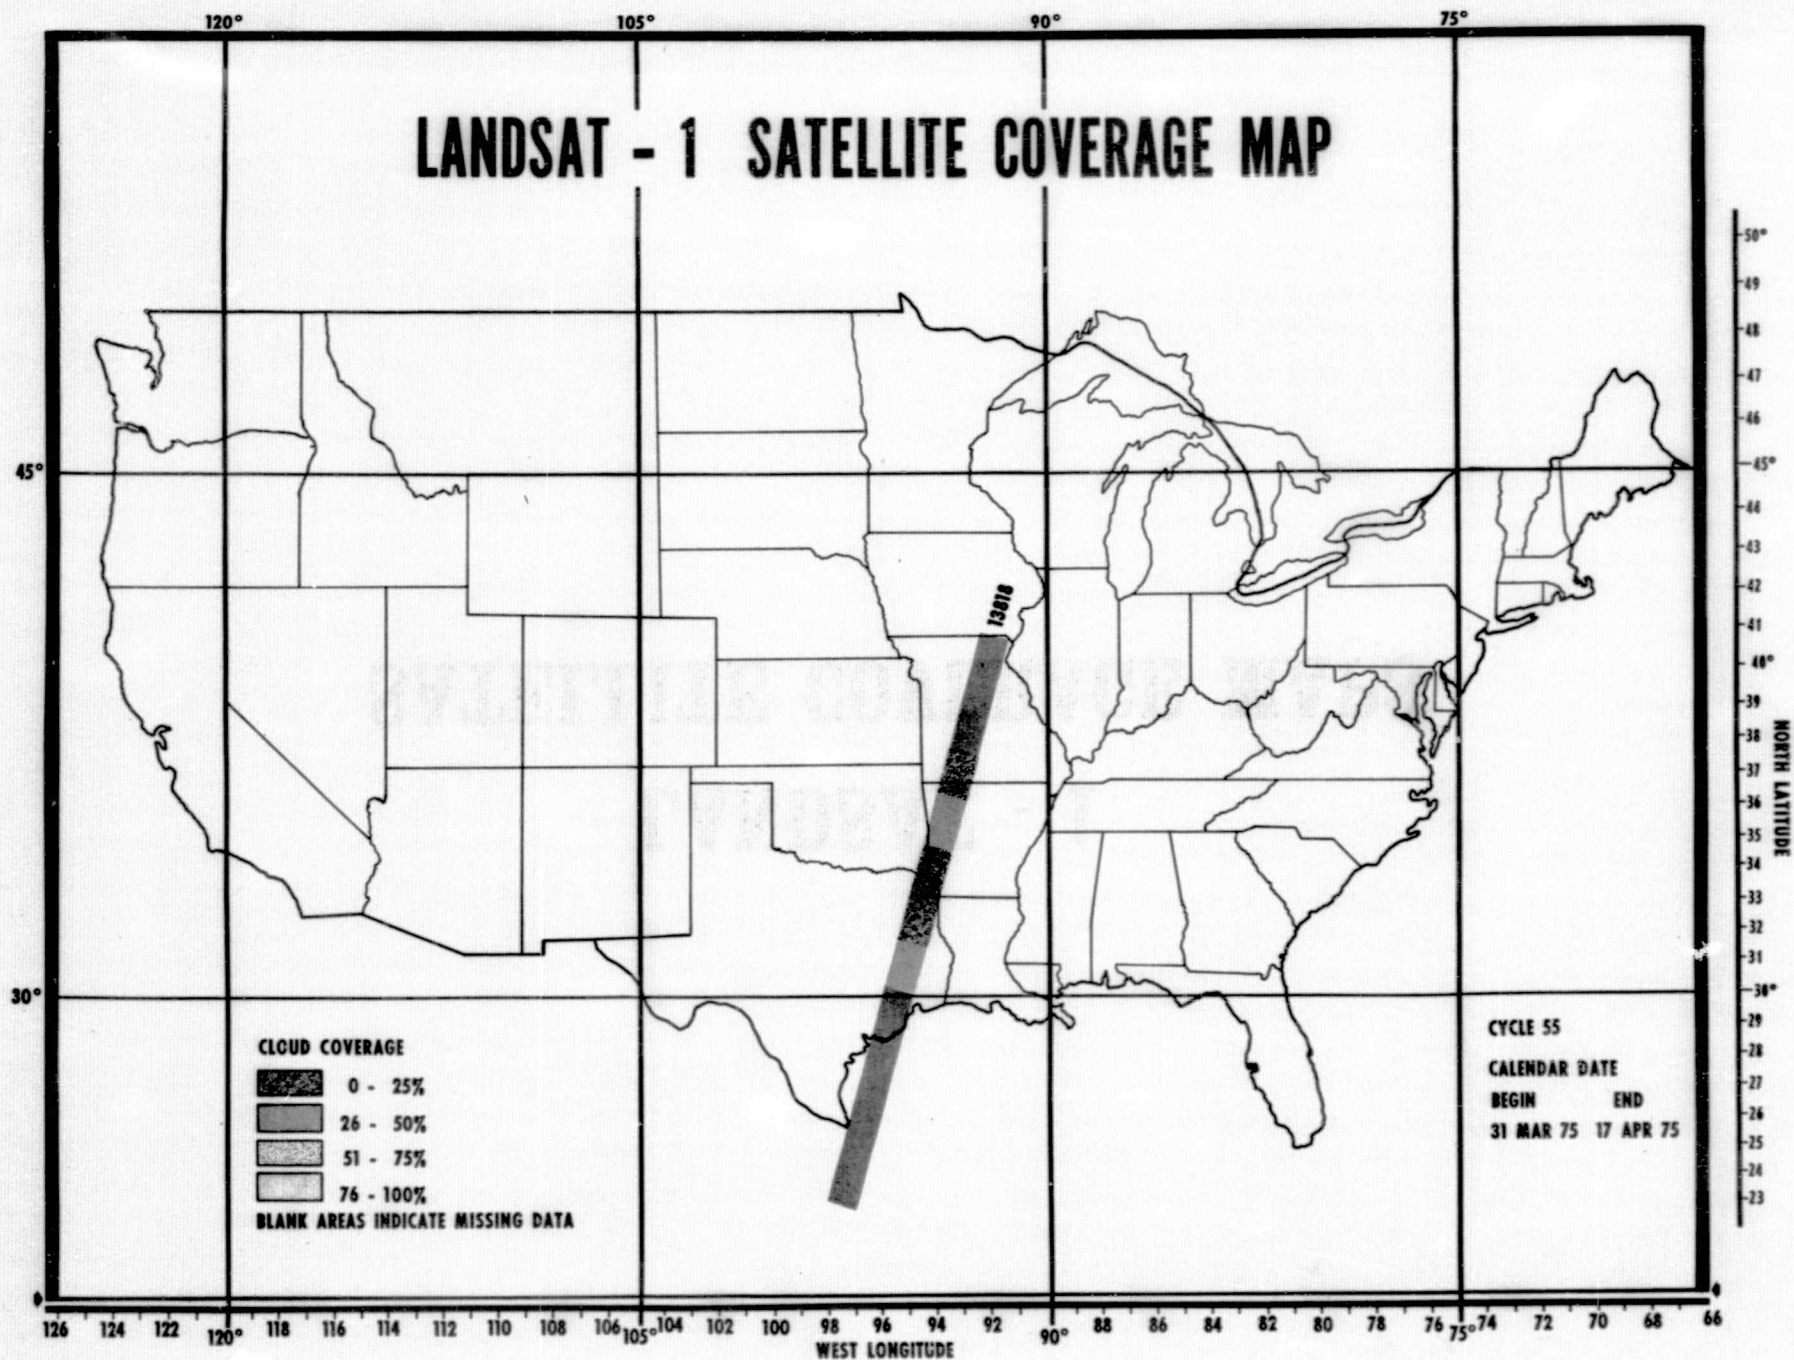 120° 105° 90° 75°
LANDSAT - 1 SATELLITE COVERAGE MAP
50°
49
48
47
46
45°
45°
44
43
42
41
40°
39
38
37
36
35
34
33
32
31
30°
30°
29
28
27
26
25
24
23
NORTH LATITUDE
13818
CLOUD COVERAGE
0 - 25%
26 - 50%
51 - 75%
76 - 100%
BLANK AREAS INDICATE MISSING DATA
CYCLE 55
CALENDAR DATE
BEGIN END
31 MAR 75 17 APR 75
126 124 122 120° 118 116 114 112 110 108 106 105° 104 102 100 98 96 94 92 90° 88 86 84 82 80 78 76 75° 74 72 70 68 66
WEST LONGITUDE